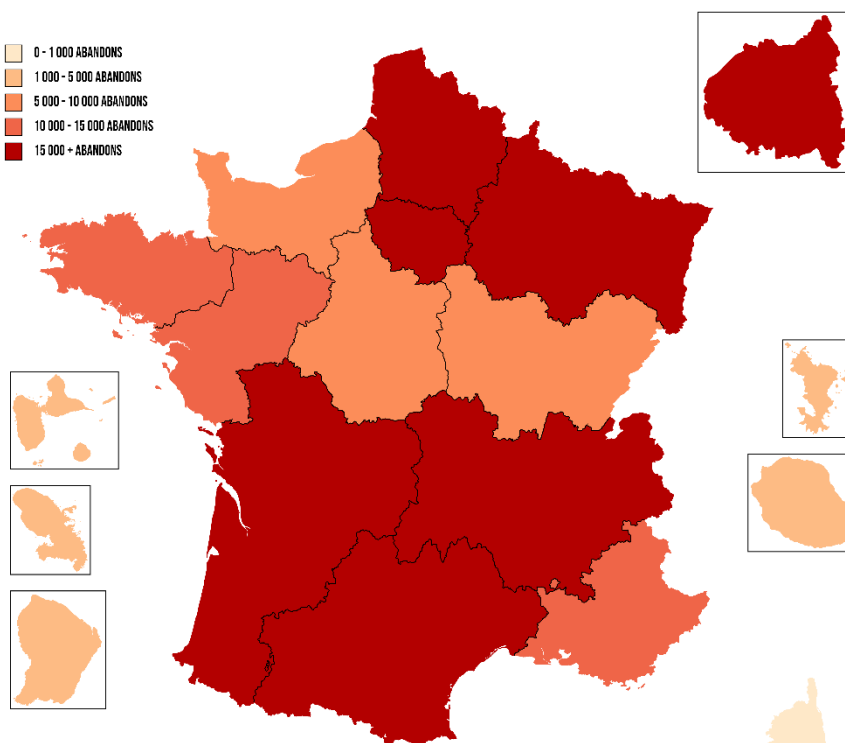 0 - 1 000 ABANDONS
1 000 - 5 000 ABANDONS
5 000 - 10 000 ABANDONS
10 000 - 15 000 ABANDONS
15 000 + ABANDONS